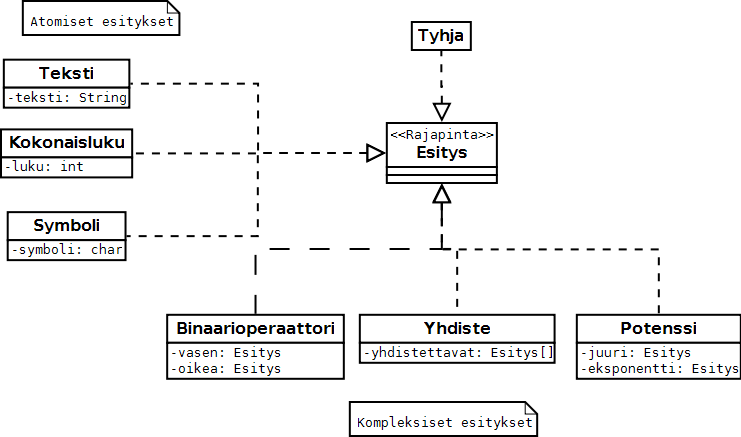 Atomiset esitykset
Tyhja
Teksti
-teksti: String
<<Rajapinta>>
Esitys
Kokonaisluku
-luku: int
Symboli
-symboli: char
Binaarioperaattori
-vasen: Esitys
-oikea: Esitys
Yhdiste
-yhdistettavat: Esitys[]
Potenssi
-juuri: Esitys
-eksponentti: Esitys
Kompleksiset esitykset